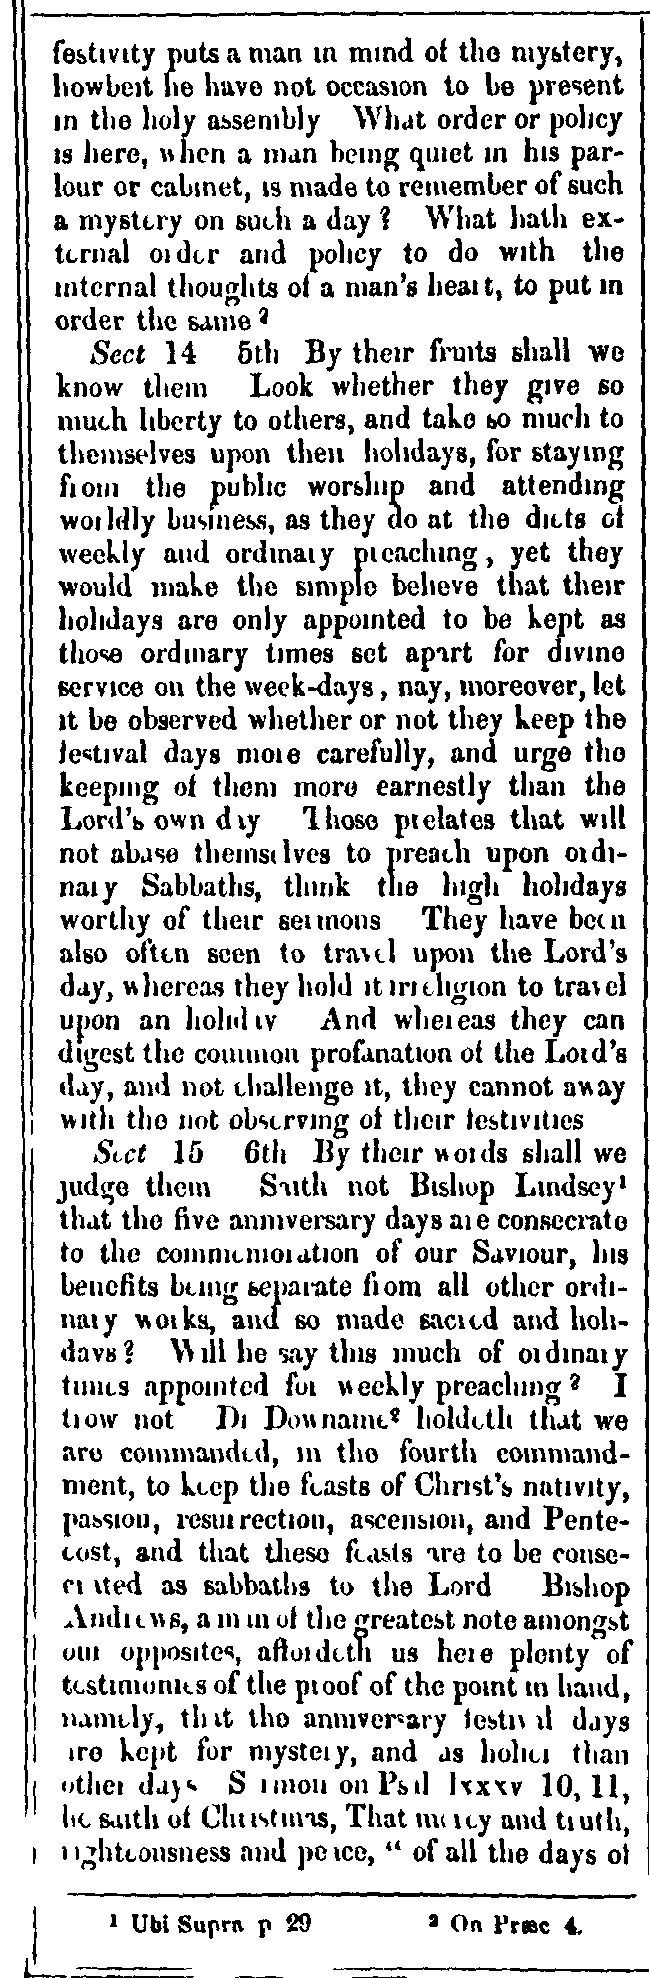 festivity puts a man in mind of the mystery,
howbeit he have not occasion to be present
in the holy assembly What order or policy
is here, when a man being quiet in his par-
lour or cabinet, is made to remember of such
a mystery on such a day? What hath ex-
ternal order and policy to do with the
internal thoughts of a man's heart, to put in
order the same?
Sect 14 5th By their fruits shall we
know them Look whether they give so
much liberty to others, and take so much to
themselves upon their holidays, for staying
from the public worship and attending
worldly business, as they do at the diets of
weekly and ordinary preaching, yet they
would make the simple believe that their
holidays are only appointed to be kept as
those ordinary times set apart for divine
service on the week-days, nay, moreover, let
it be observed whether or not they keep the
festival days more carefully, and urge the
keeping of them more earnestly than the
Lord's own day Those prelates that will
not abase themselves to preach upon ordi-
nary Sabbaths, think the high holidays
worthy of their sermons They have been
also often seen to travel upon the Lord's
day, whereas they hold it irreligion to travel
upon an holiday And whereas they can
digest the common profanation of the Lord's
day, and not challenge it, they cannot away
with the not observing of their festivities
Sect 15 6th By their words shall we
judge them Saith not Bishop Lindsey¹
that the five anniversary days are consecrate
to the commemoration of our Saviour, his
benefits being separate from all other ordi-
nary works, and so made sacred and holi-
days? Will he say this much of ordinary
times appointed for weekly preaching? I
trow not Dr Downame² holdeth that we
are commanded, in the fourth command-
ment, to keep the feasts of Christ's nativity,
passion, resurrection, ascension, and Pente-
cost, and that these feasts are to be conse-
crated as sabbaths to the Lord Bishop
Andrews, a man of the greatest note amongst
our opposites, affordeth us here plenty of
testimonies of the proof of the point in hand,
namely, that the anniversary festival days
are kept for mystery, and as holier than
other days Sermon on Psal lxxxv 10, 11,
he saith of Christmas, That mercy and truth,
righteousness and peace, " of all the days of
¹ Ubi Supra p 29 ² On Præc 4.